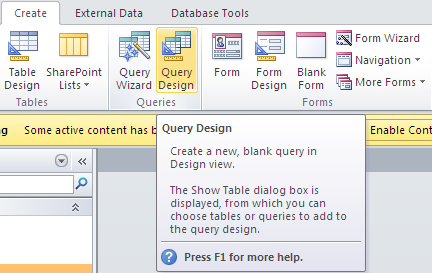 Create External Data Database Tools
Table Design
SharePoint Lists
Query Wizard
Query Design
Form
Form Design
Blank Form
Form Wizard
Navigation
More Forms
Tables Queries Forms
Some active content has b
Enable Cont
Query Design
Create a new, blank query in
Design view.
The Show Table dialog box is
displayed, from which you can
choose tables or queries to add to
the query design.
Press F1 for more help.